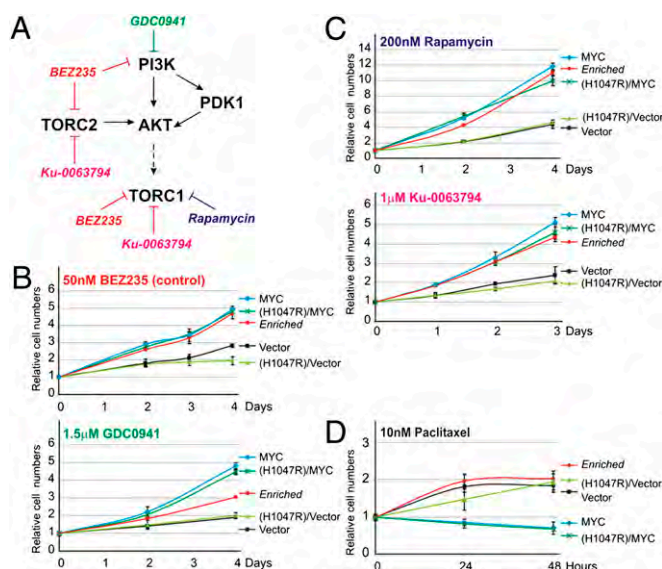 A
GDC0941
BEZ235
PI3K
PDK1
TORC2
AKT
Ku-0063794
TORC1
BEZ235
Rapamycin
Ku-0063794
B
50nM BEZ235 (control)
Relative cell numbers
6
5
4
3
2
1
MYC
(H1047R)/MYC
Enriched
Vector
(H1047R)/Vector
0 1 2 3 4 Days
1.5μM GDC0941
Relative cell numbers
6
5
4
3
2
1
MYC
(H1047R)/MYC
Enriched
(H1047R)/Vector
Vector
0 1 2 3 4 Days
C
200nM Rapamycin
Relative cell numbers
14
12
10
8
6
4
2
1
MYC
Enriched
(H1047R)/MYC
(H1047R)/Vector
Vector
0 1 2 3 4 Days
1μM Ku-0063794
Relative cell numbers
6
5
4
3
2
1
MYC
(H1047R)/MYC
Enriched
Vector
(H1047R)/Vector
0 1 2 3 Days
D
10nM Paclitaxel
Relative cell numbers
3
2
1
Enriched
(H1047R)/Vector
Vector
MYC
(H1047R)/MYC
0 24 48 Hours